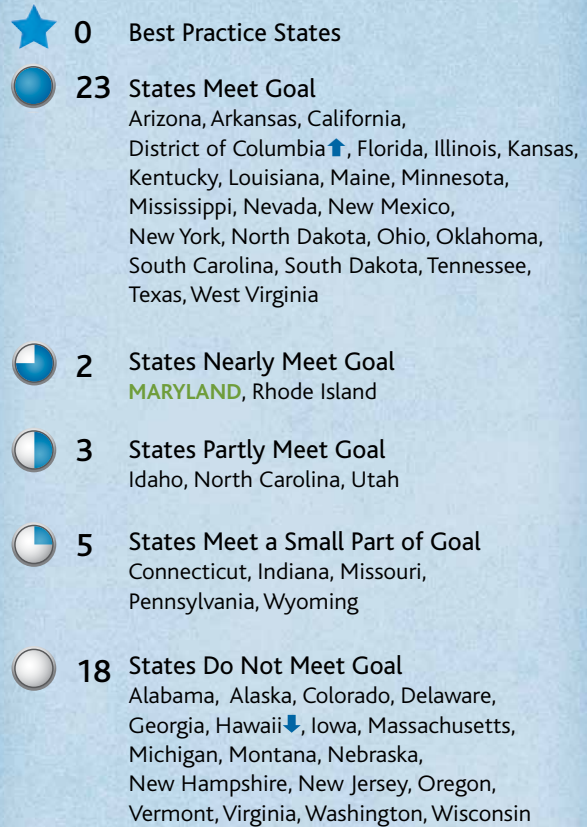 0 Best Practice States
23 States Meet Goal
Arizona, Arkansas, California,
District of Columbia⬆, Florida, Illinois, Kansas,
Kentucky, Louisiana, Maine, Minnesota,
Mississippi, Nevada, New Mexico,
New York, North Dakota, Ohio, Oklahoma,
South Carolina, South Dakota, Tennessee,
Texas, West Virginia
2 States Nearly Meet Goal
MARYLAND, Rhode Island
3 States Partly Meet Goal
Idaho, North Carolina, Utah
5 States Meet a Small Part of Goal
Connecticut, Indiana, Missouri,
Pennsylvania, Wyoming
18 States Do Not Meet Goal
Alabama, Alaska, Colorado, Delaware,
Georgia, Hawaii⬇, Iowa, Massachusetts,
Michigan, Montana, Nebraska,
New Hampshire, New Jersey, Oregon,
Vermont, Virginia, Washington, Wisconsin